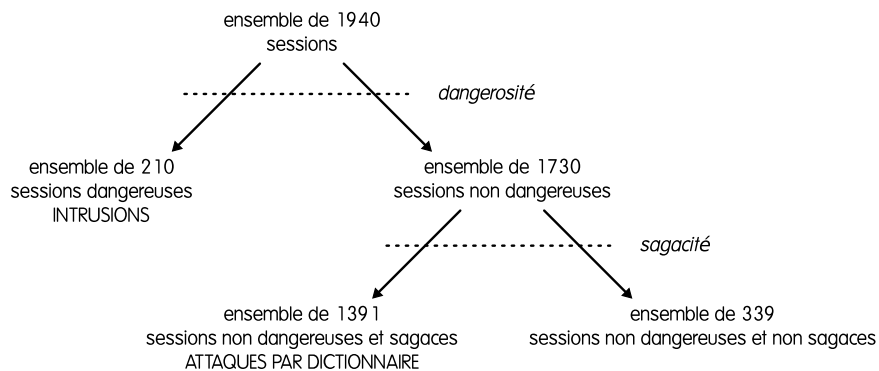 ensemble de 1940
sessions
dangerosité
ensemble de 210
sessions dangereuses
INTRUSIONS
ensemble de 1730
sessions non dangereuses
sagacité
ensemble de 1391
sessions non dangereuses et sagaces
ATTAQUES PAR DICTIONNAIRE
ensemble de 339
sessions non dangereuses et non sagaces